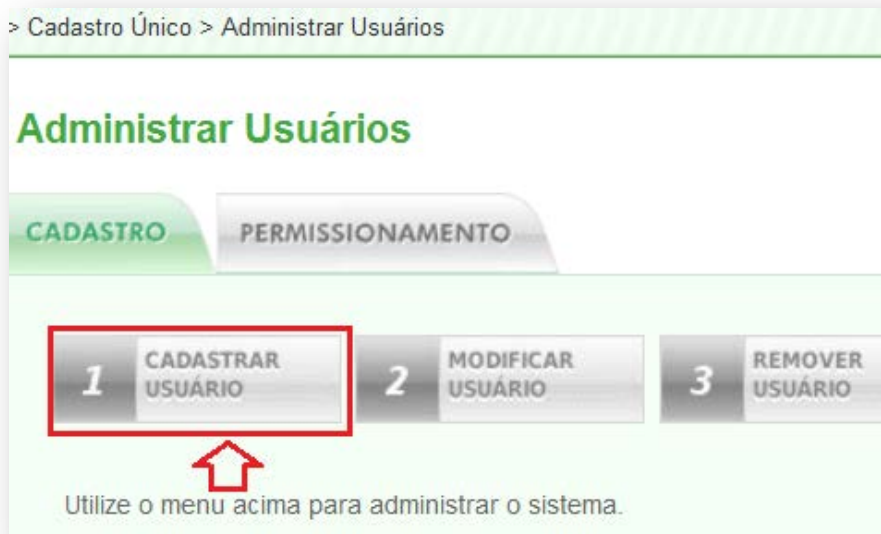 > Cadastro Único > Administrar Usuários
Administrar Usuários
CADASTRO
PERMISSIONAMENTO
1 CADASTRAR
USUÁRIO
2 MODIFICAR
USUÁRIO
3 REMOVER
USUÁRIO
Utilize o menu acima para administrar o sistema.